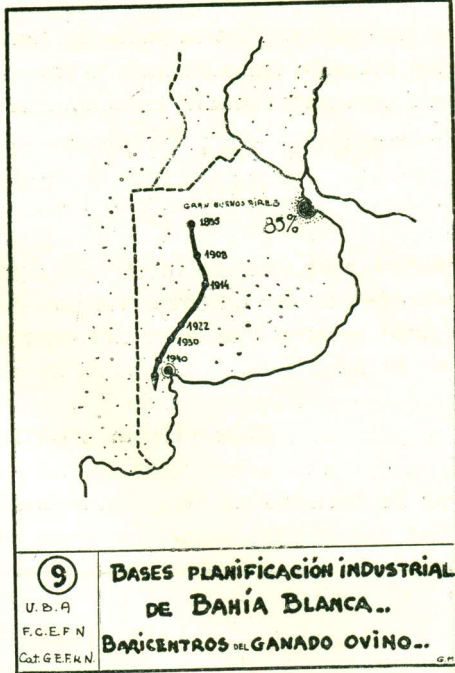 GRAN BUENOS AIRES
85%
1895
1908
1914
1922
1930
1940
9
BASES PLANIFICACIÓN INDUSTRIAL
DE BAHÍA BLANCA..
BARICENTROS DEL GANADO OVINO..
U.B.A
F.C.E.F N
Cat. G E.F. y N.
G.M